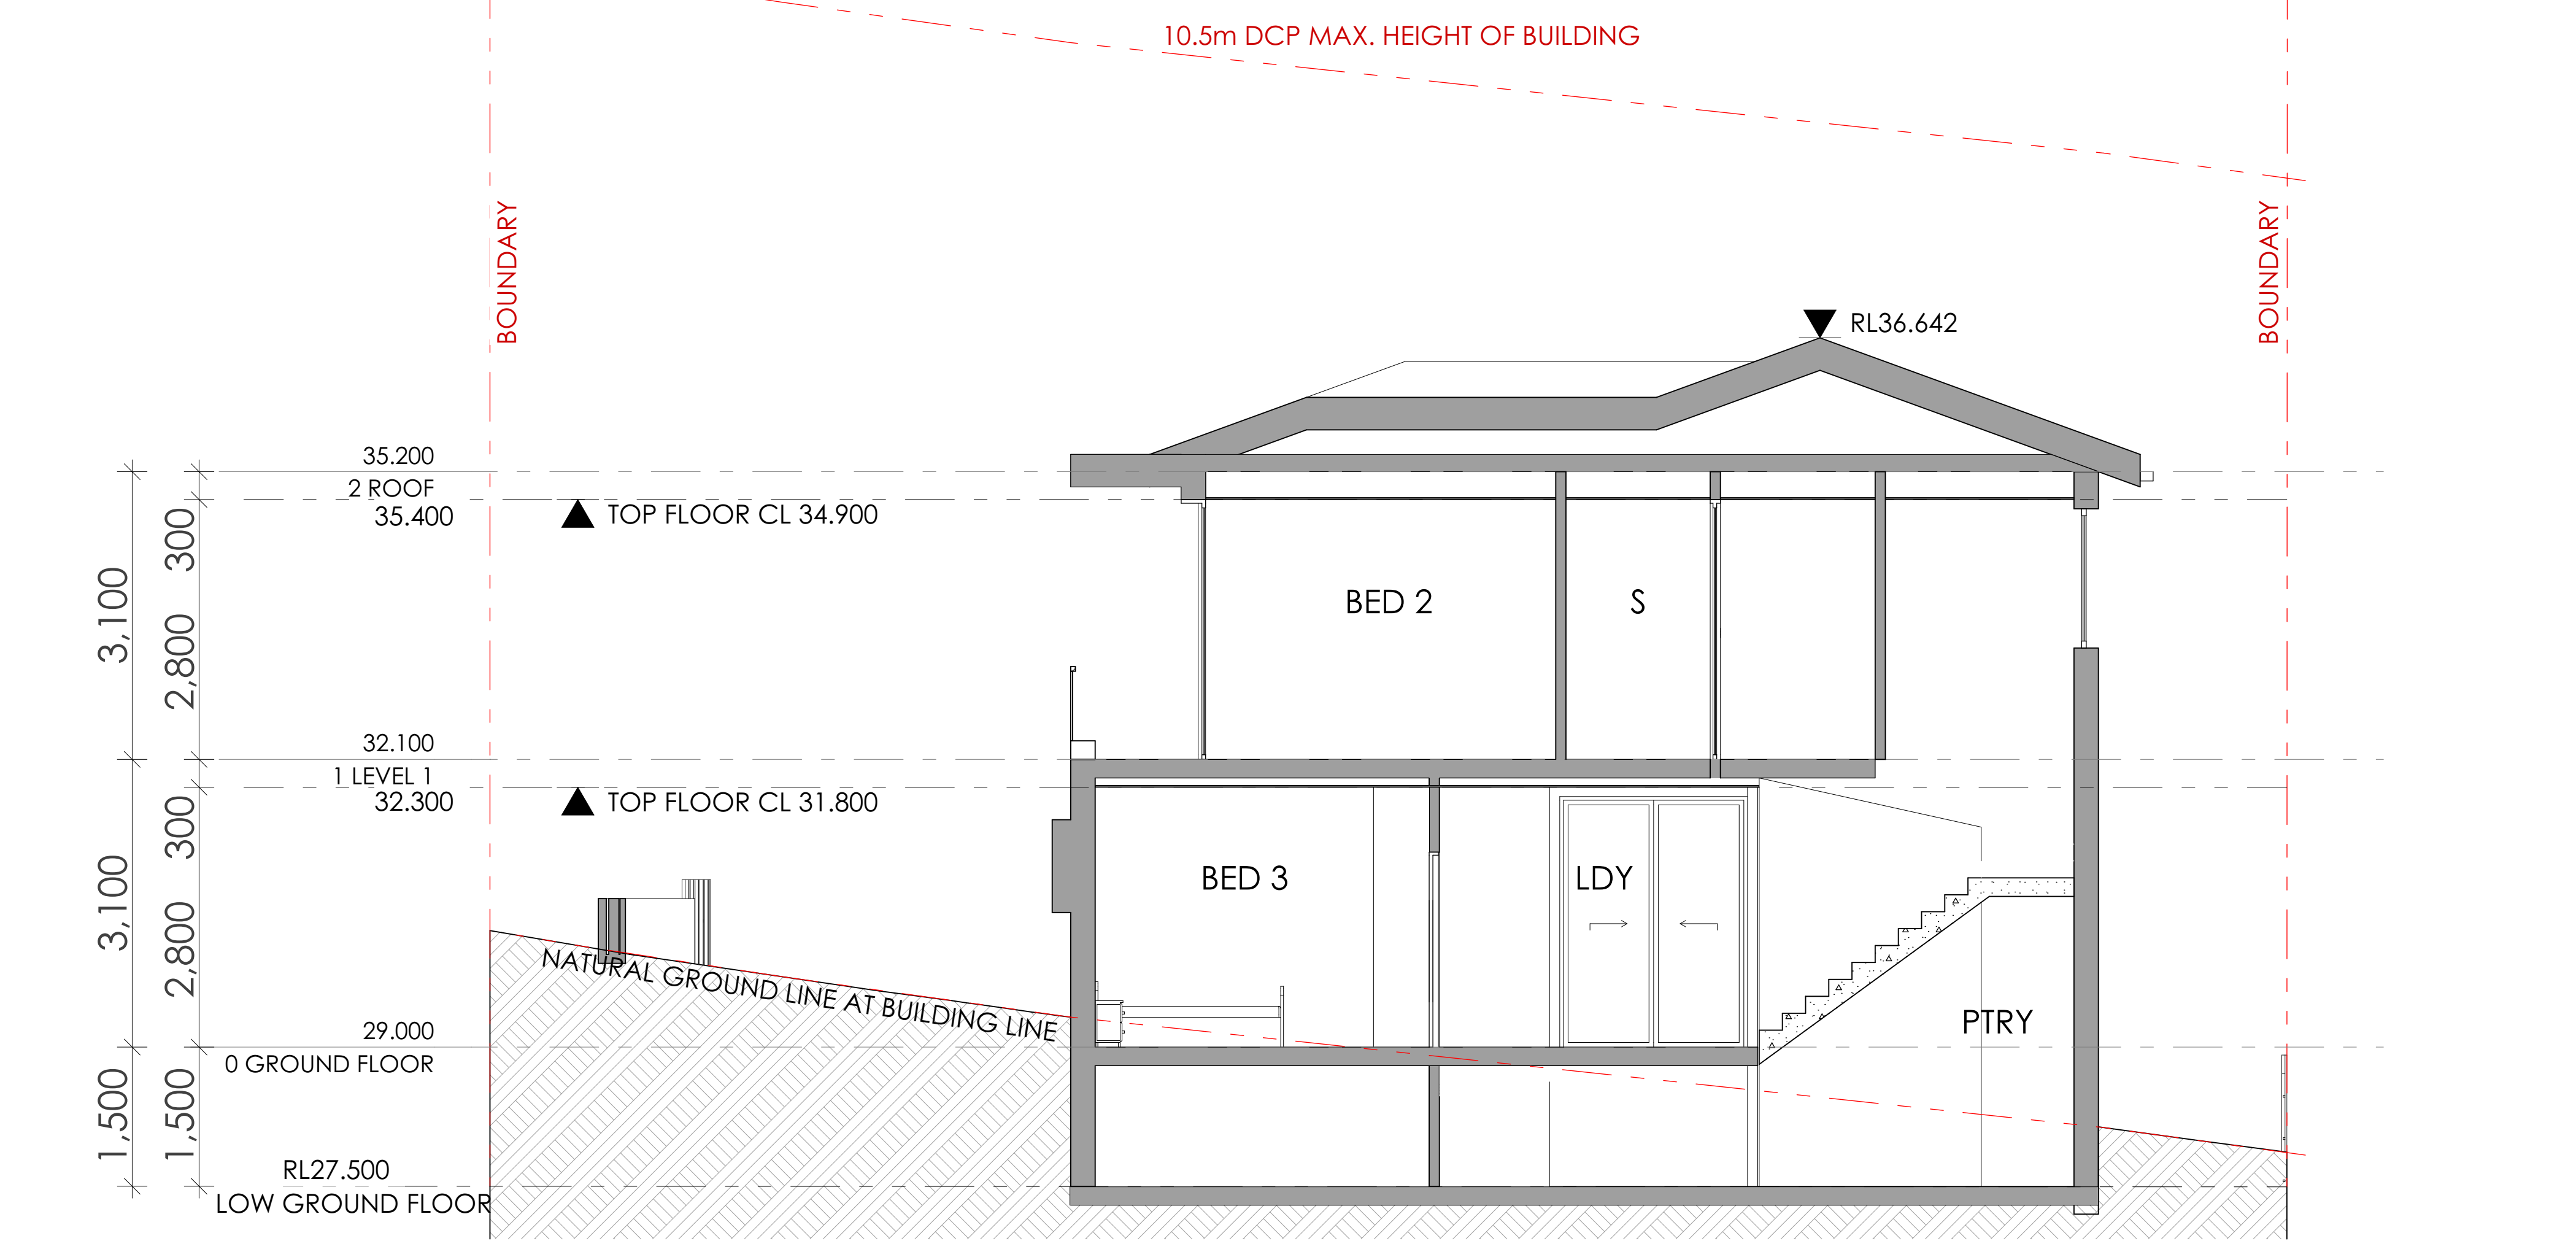 10.5m DCP MAX. HEIGHT OF BUILDING
BOUNDARY
BOUNDARY
RL36.642
35.200
2 ROOF
35.400
TOP FLOOR CL 34.900
300
3,100
2,800
BED 2
S
32.100
1 LEVEL 1
32.300
TOP FLOOR CL 31.800
300
3,100
2,800
BED 3
LDY
NATURAL GROUND LINE AT BUILDING LINE
PTRY
29.000
0 GROUND FLOOR
1,500
1,500
RL27.500
LOW GROUND FLOOR